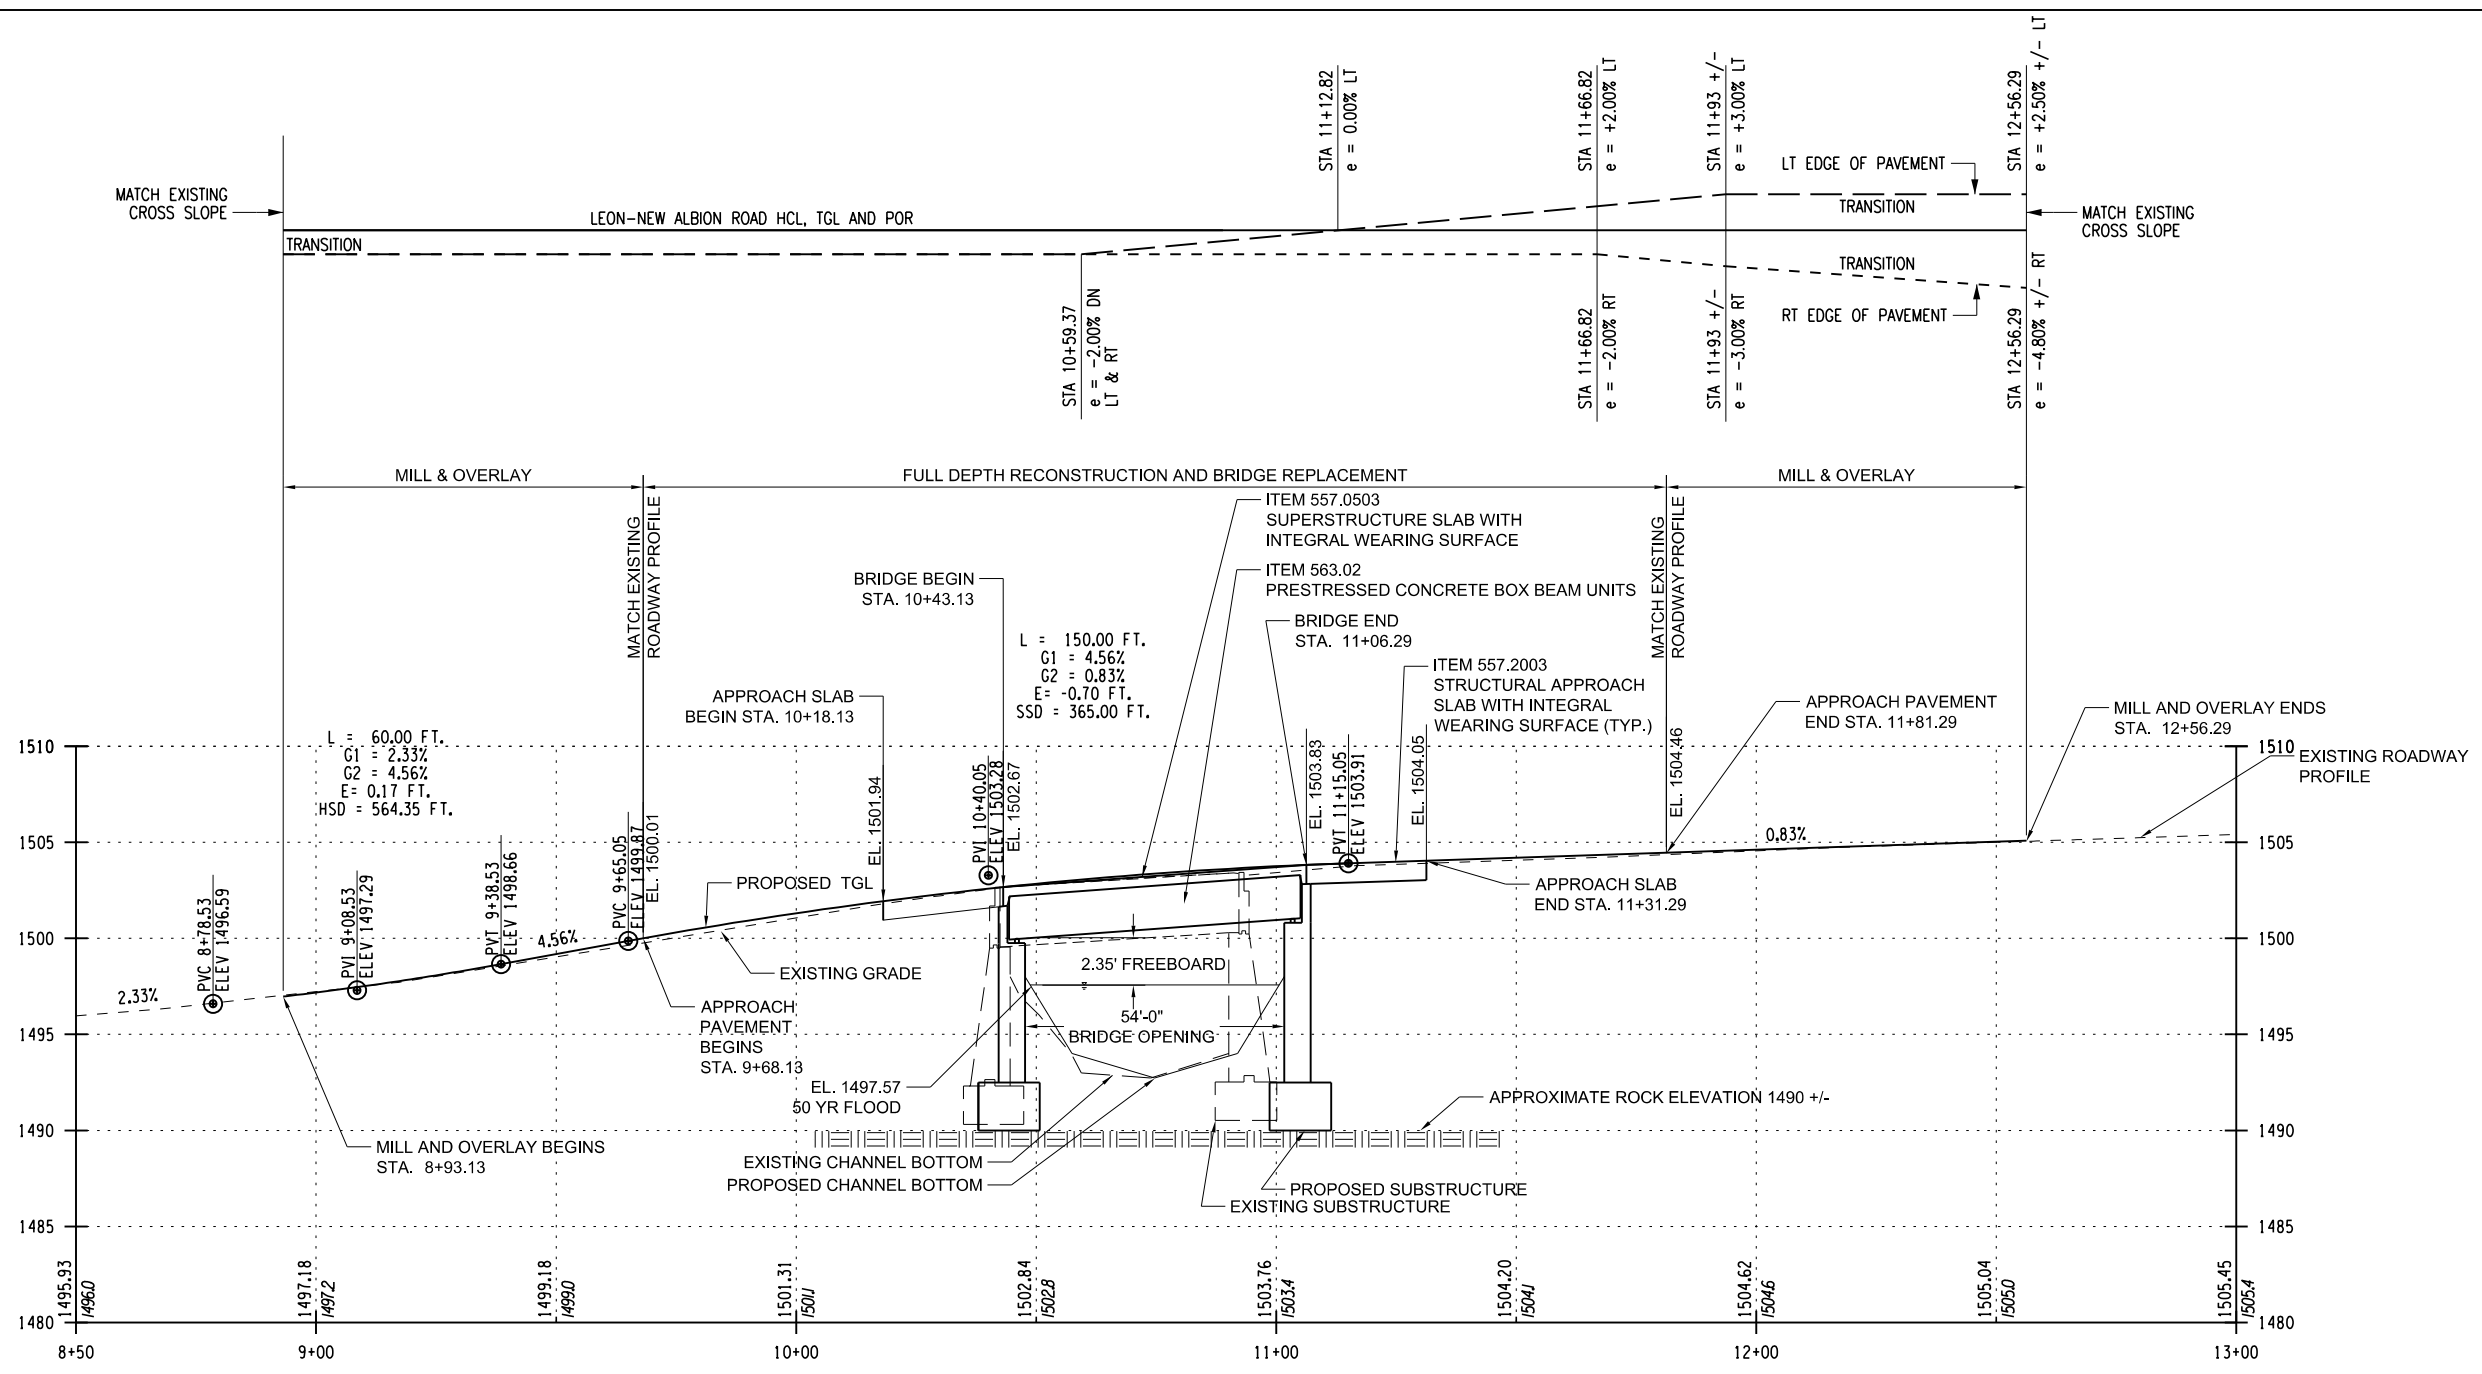 STA 11+12.82
e = 0.00% LT
STA 11+66.82
e = +2.00% LT
STA 11+93 +/-
e = +3.00% LT
STA 12+56.29
e = +2.50% +/- LT
LT EDGE OF PAVEMENT
MATCH EXISTING
CROSS SLOPE
LEON-NEW ALBION ROAD HCL, TGL AND POR
TRANSITION
MATCH EXISTING
CROSS SLOPE
TRANSITION
TRANSITION
RT EDGE OF PAVEMENT
STA 10+59.37
e = -2.00% DN
LT & RT
STA 11+66.82
e = -2.00% RT
STA 11+93 +/-
e = -3.00% RT
STA 12+56.29
e = -4.80% +/- RT
MILL & OVERLAY
FULL DEPTH RECONSTRUCTION AND BRIDGE REPLACEMENT
MILL & OVERLAY
MATCH EXISTING
ROADWAY PROFILE
ITEM 557.0503
SUPERSTRUCTURE SLAB WITH
INTEGRAL WEARING SURFACE
ITEM 563.02
PRESTRESSED CONCRETE BOX BEAM UNITS
MATCH EXISTING
ROADWAY PROFILE
BRIDGE BEGIN
STA. 10+43.13
BRIDGE END
STA. 11+06.29
L = 150.00 FT.
G1 = 4.56%
G2 = 0.83%
E= -0.70 FT.
SSD = 365.00 FT.
ITEM 557.2003
STRUCTURAL APPROACH
SLAB WITH INTEGRAL
WEARING SURFACE (TYP.)
APPROACH SLAB
BEGIN STA. 10+18.13
APPROACH PAVEMENT
END STA. 11+81.29
MILL AND OVERLAY ENDS
STA. 12+56.29
L = 60.00 FT.
G1 = 2.33%
G2 = 4.56%
E= 0.17 FT.
HSD = 564.35 FT.
1510
1510
EXISTING ROADWAY
PROFILE
PVC 8+78.53
ELEV 1496.59
PVI 9+08.53
ELEV 1497.29
PVT 9+38.53
ELEV 1498.66
PVC 9+65.05
ELEV 1499.87
EL. 1500.01
EL. 1501.94
PVI 10+40.05
ELEV 1503.28
EL. 1502.67
EL. 1503.83
PVT 11+15.05
ELEV 1503.91
EL. 1504.05
EL. 1504.46
0.83%
1505
1505
PROPOSED TGL
APPROACH SLAB
END STA. 11+31.29
1500
4.56%
1500
EXISTING GRADE
2.35' FREEBOARD
2.33%
APPROACH
PAVEMENT
BEGINS
STA. 9+68.13
54'-0"
BRIDGE OPENING
1495
1495
EL. 1497.57
50 YR FLOOD
APPROXIMATE ROCK ELEVATION 1490 +/-
1490
1490
MILL AND OVERLAY BEGINS
STA. 8+93.13
EXISTING CHANNEL BOTTOM
PROPOSED CHANNEL BOTTOM
PROPOSED SUBSTRUCTURE
EXISTING SUBSTRUCTURE
1485
1485
1495.93
1496.0
1497.18
1497.2
1499.18
1499.0
1501.31
1501.1
1502.84
1502.8
1503.76
1503.4
1504.20
1504.1
1504.62
1504.6
1505.04
1505.0
1505.45
1505.4
1480
1480
8+50
9+00
10+00
11+00
12+00
13+00